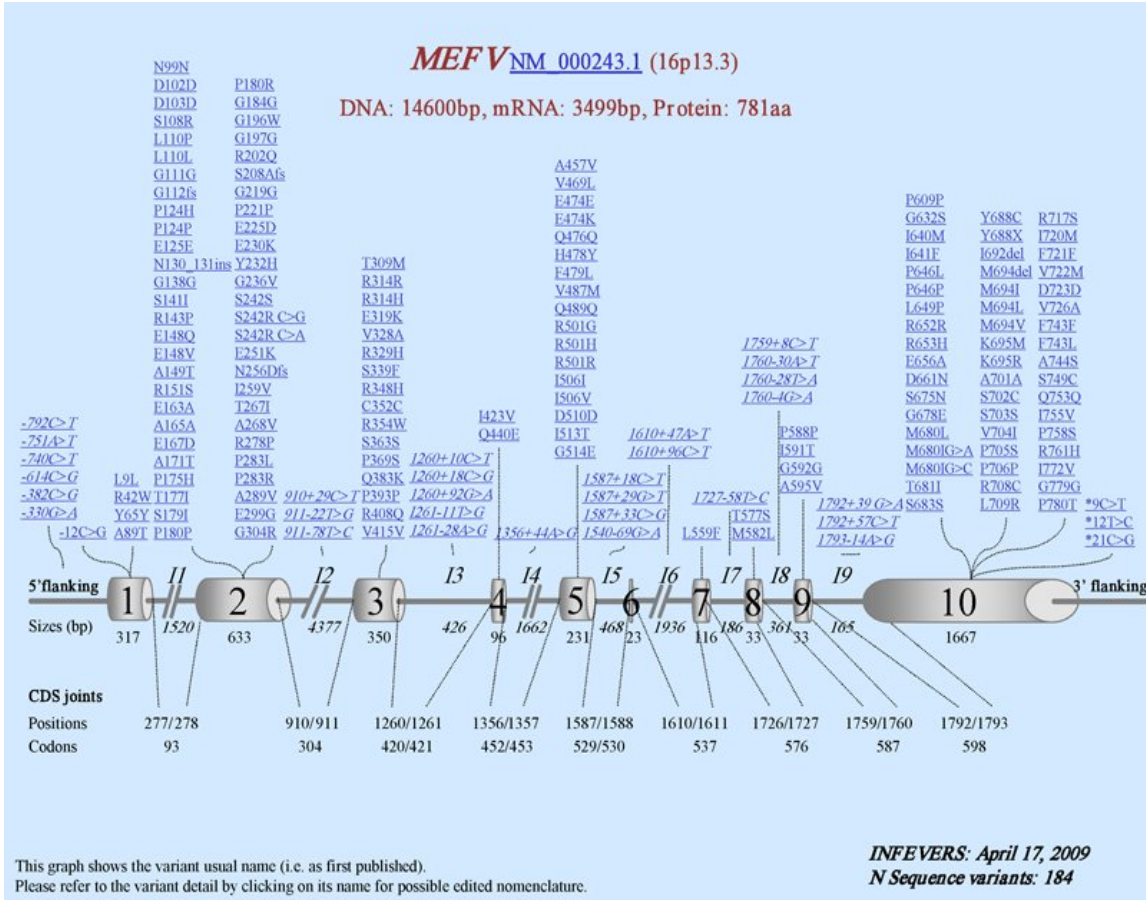 MEFV NM_000243.1 (16p13.3)
DNA: 14600bp, mRNA: 3499bp, Protein: 781aa
-792C>T
-751A>T
-740C>T
-614C>G
-382C>G
-330G>A
-12C>G
L9L
R42W
Y65Y
A89T
N99N
D102D
D103D
S108R
L110P
L110L
G111G
G112fs
P124H
P124P
E125E
N130_131ins
G138G
S141I
R143P
E148Q
E148V
A149T
R151S
E163A
A165A
E167D
A171T
P175H
T177I
S179I
P180P
P180R
G184G
G196W
G197G
R202Q
S208Afs
G219G
P221P
E225D
E230K
Y232H
G236V
S242S
S242R C>G
S242R C>A
E251K
N256Dfs
I259V
T267I
A268V
R278P
P283L
P283R
A289V
E299G
G304R
910+29C>T
911-22T>G
911-78T>C
T309M
R314R
R314H
E319K
V328A
R329H
S339F
R348H
C352C
R354W
S363S
P369S
Q383K
P393P
R408Q
V415V
1260+10C>T
1260+18C>G
1260+92G>A
1261-11T>G
1261-28A>G
I423V
Q440E
1356+44A>G
A457V
V469L
E474E
E474K
Q476Q
H478Y
F479L
V487M
Q489Q
R501G
R501H
R501R
I506I
I506V
D510D
I513T
G514E
1587+18C>T
1587+29G>T
1587+33C>G
1540-69G>A
1610+47A>T
1610+96C>T
L559F
1727-58T>C
T577S
M582L
1759+8C>T
1760-30A>T
1760-28T>A
1760-4G>A
P588P
I591T
G592G
A595V
1792+39 G>A
1792+57C>T
1793-14A>G
P609P
G632S
I640M
I641F
P646L
P646P
L649P
R652R
R653H
E656A
D661N
S675N
G678E
M680L
M680IG>A
M680IG>C
T681I
S683S
Y688C
Y688X
I692del
M694del
M694I
M694L
M694V
K695M
K695R
A701A
S702C
S703S
V704I
P705S
P706P
R708C
L709R
R717S
I720M
F721F
V722M
D723D
V726A
F743F
F743L
A744S
S749C
Q753Q
I755V
P758S
R761H
I772V
G779G
P780T
*9C>T
*12T>C
*21C>G
5'flanking I1 I2 I3 I4 I5 I6 I7 I8 I9 3' flanking
1 2 3 4 5 6 7 8 9 10
Sizes (bp) 317 1520 633 4377 350 426 96 1662 231 468 23 1936 116 186 33 361 33 165 1667
CDS joints
Positions 277/278 910/911 1260/1261 1356/1357 1587/1588 1610/1611 1726/1727 1759/1760 1792/1793
Codons 93 304 420/421 452/453 529/530 537 576 587 598
This graph shows the variant usual name (i.e. as first published).
Please refer to the variant detail by clicking on its name for possible edited nomenclature.
INFEVERS: April 17, 2009
N Sequence variants: 184